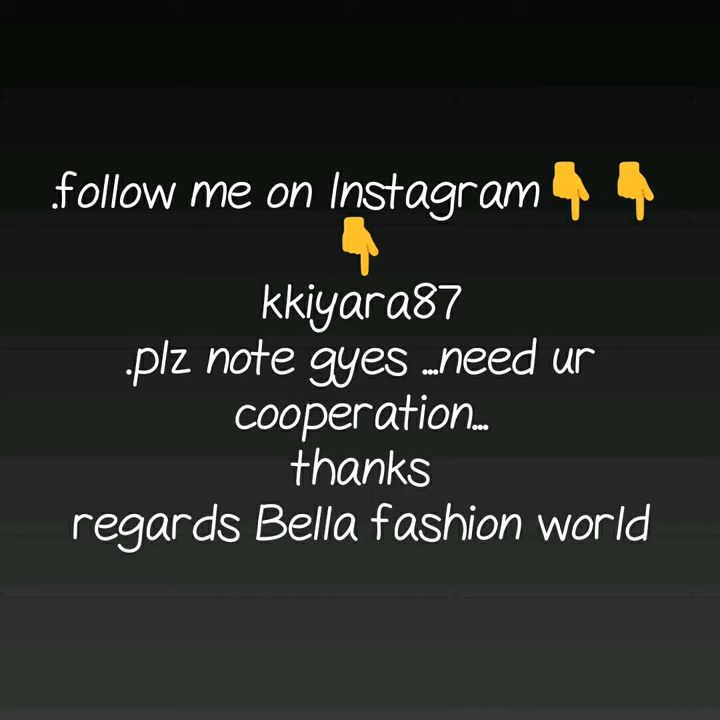 .follow me on Instagram👇 👇
👇
kkiyara87
.plz note gyes ...need ur
cooperation...
thanks
regards Bella fashion world